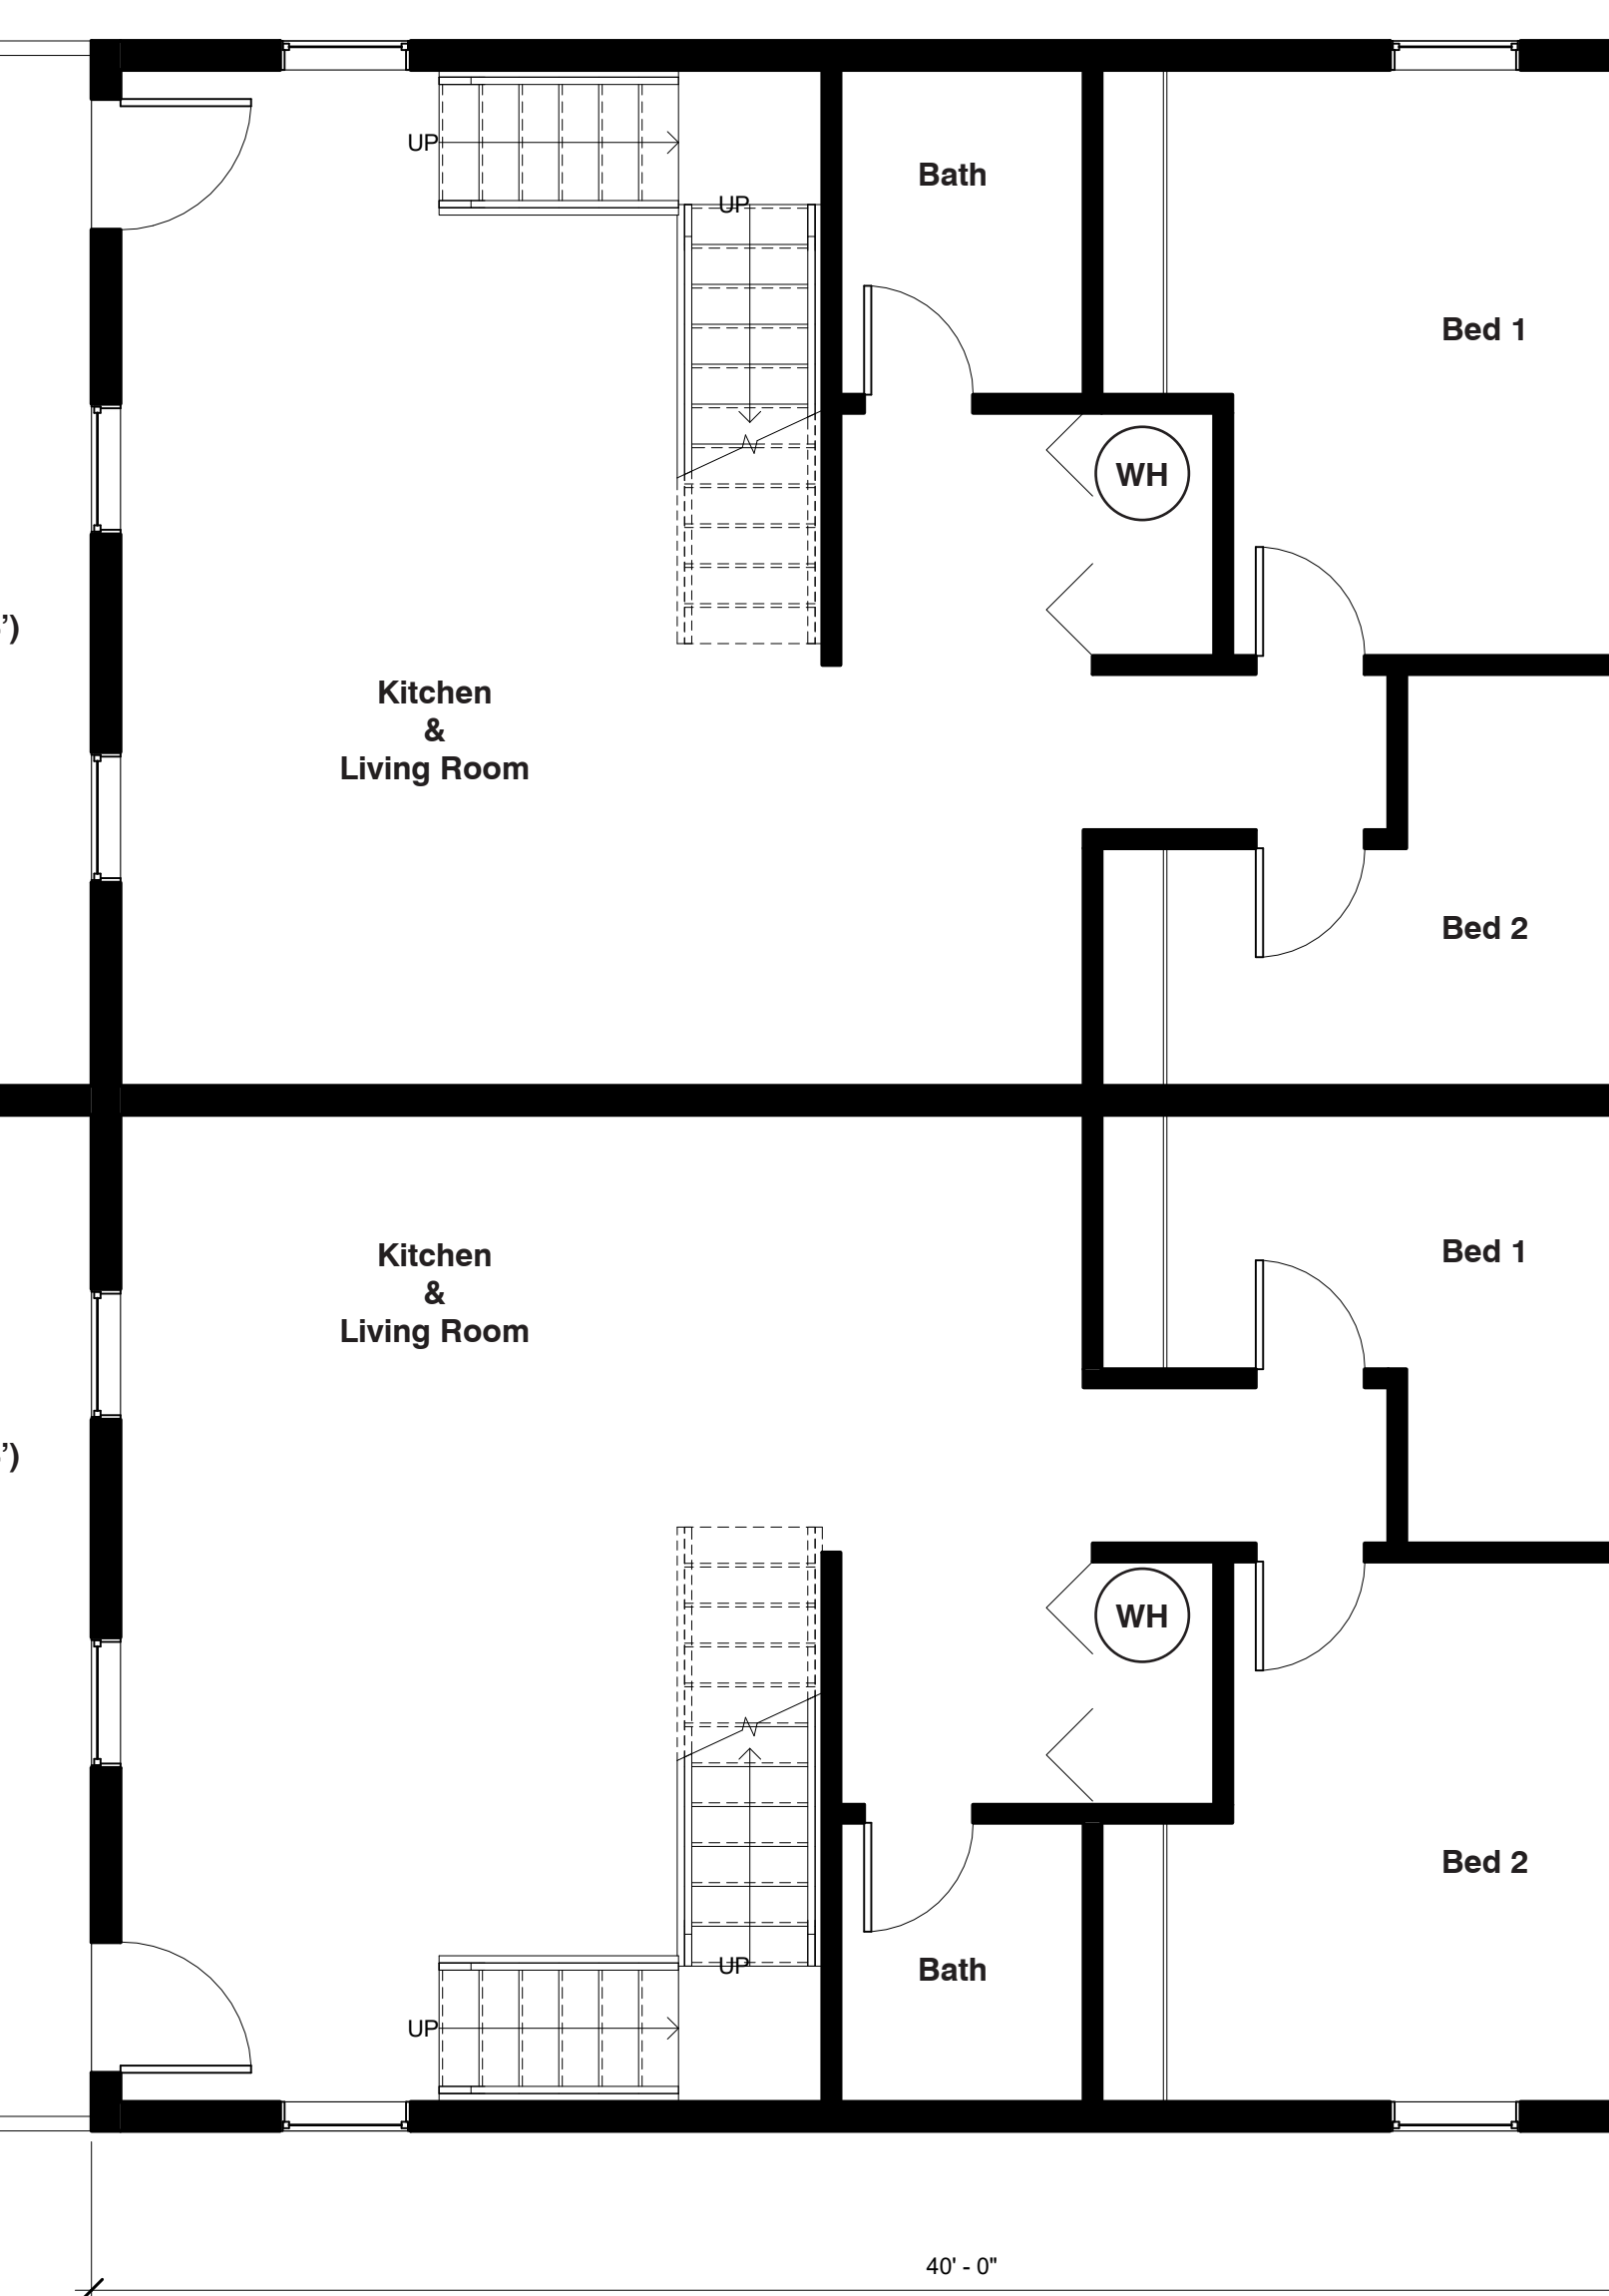 UP
UP
Bath
Bed 1
WH
')
Kitchen
&
Living Room
Bed 2
Kitchen
&
Living Room
Bed 1
')
WH
Bed 2
UP
Bath
UP
40' - 0"